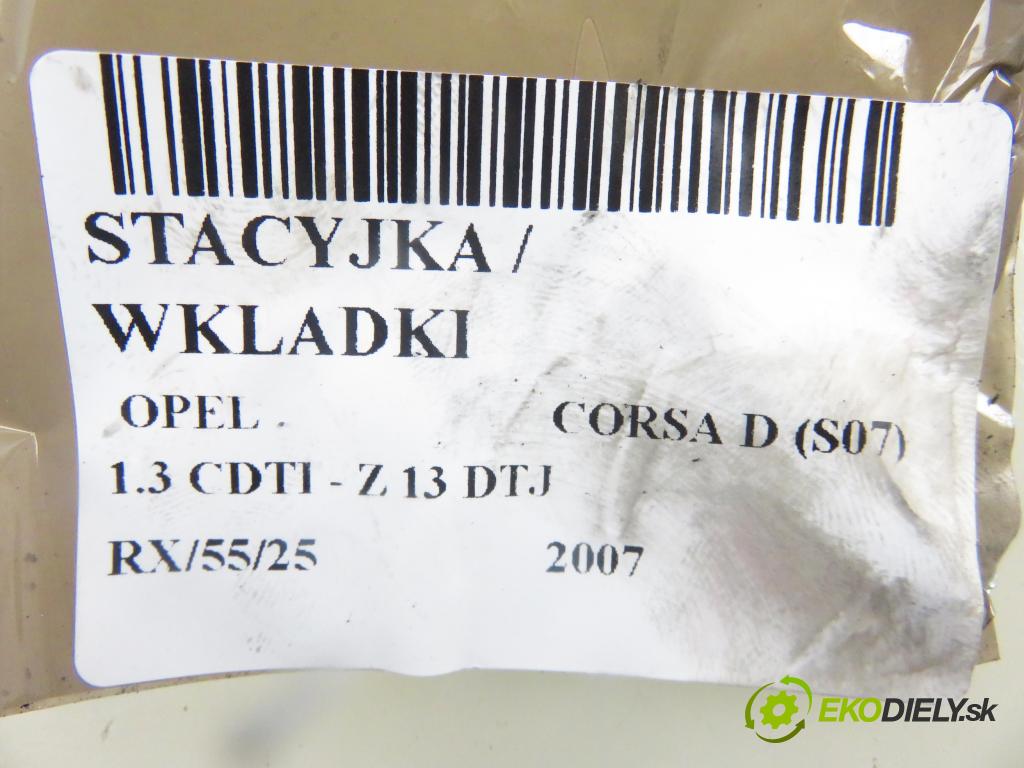 STACYJKA /
WKLADKI
OPEL
CORSA D (S07)
1.3 CDTI - Z 13 DTJ
RX/55/25
2007
EKODIELY.sk